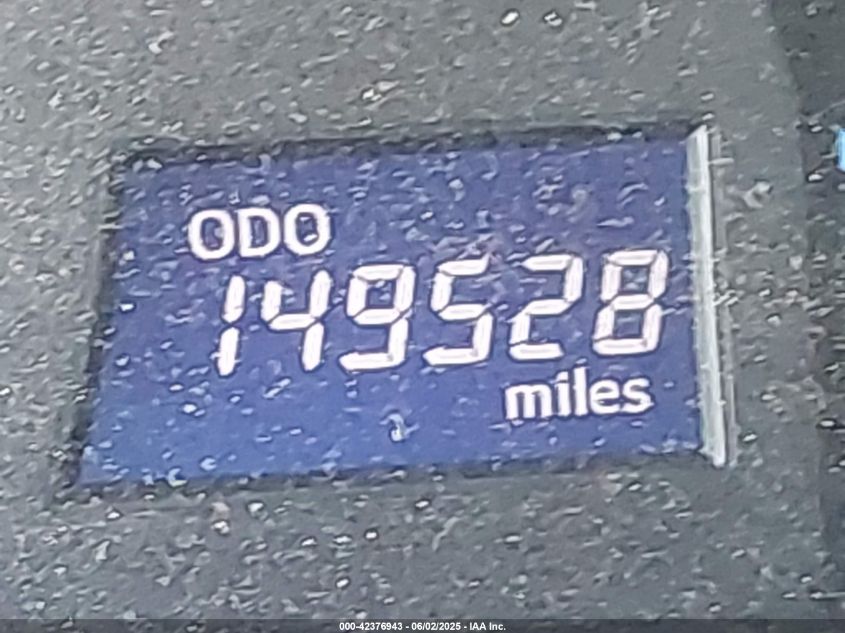 ODO
149528
miles
000-42376943 - 06/02/2025 - IAA Inc.